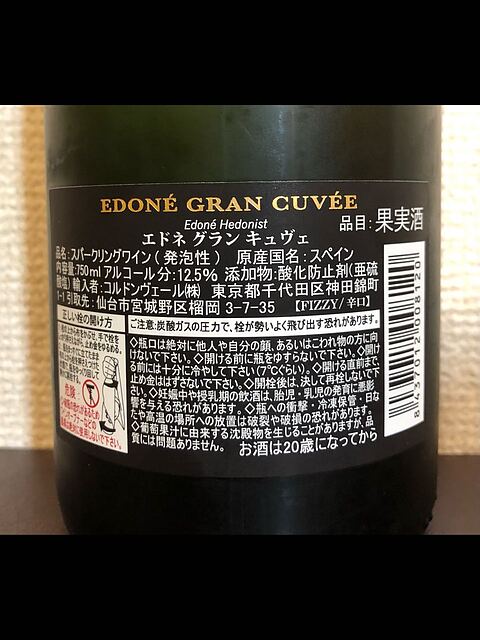 EDONÉ GRAN CUVÉE
Edoné Hedonist
エドネ グラン キュヴェ
品目:果実酒
品名:スパークリングワイン(発泡性) 原産国名:スペイン
内容量:750ml アルコール分:12.5% 添加物:酸化防止剤(亜硫
酸塩) 輸入者:コルドンヴェール㈱ 東京都千代田区神田錦町
引取先:仙台市宮城野区榴岡 3-7-35 【FIZZY/辛口】
正しい栓の開け方
危険
ご注意:炭酸ガスの圧力で、栓が勢いよく飛び出す恐れがあります。
◇瓶口は絶対に他人や自分の顔、あるいはこわれ物の方に向
けないで下さい。◇開ける前に瓶をゆらさないで下さい。◇開け
る前には十分に冷やして下さい(7℃ぐらい)。◇開ける直前まで
止め金ははずさないで下さい。◇開栓後は、決して再栓しないで下
さい。◇妊娠中や授乳期の飲酒は、胎児・乳児の発育に悪影
響を与える恐れがあります。◇瓶への衝撃・冷凍保管・日な
たや高温の場所への放置は破裂や破損の恐れがあります。
◇葡萄果汁に由来する沈殿物を生じることがありますが、品
質には問題ありません。 お酒は20歳になってから
8437012008120